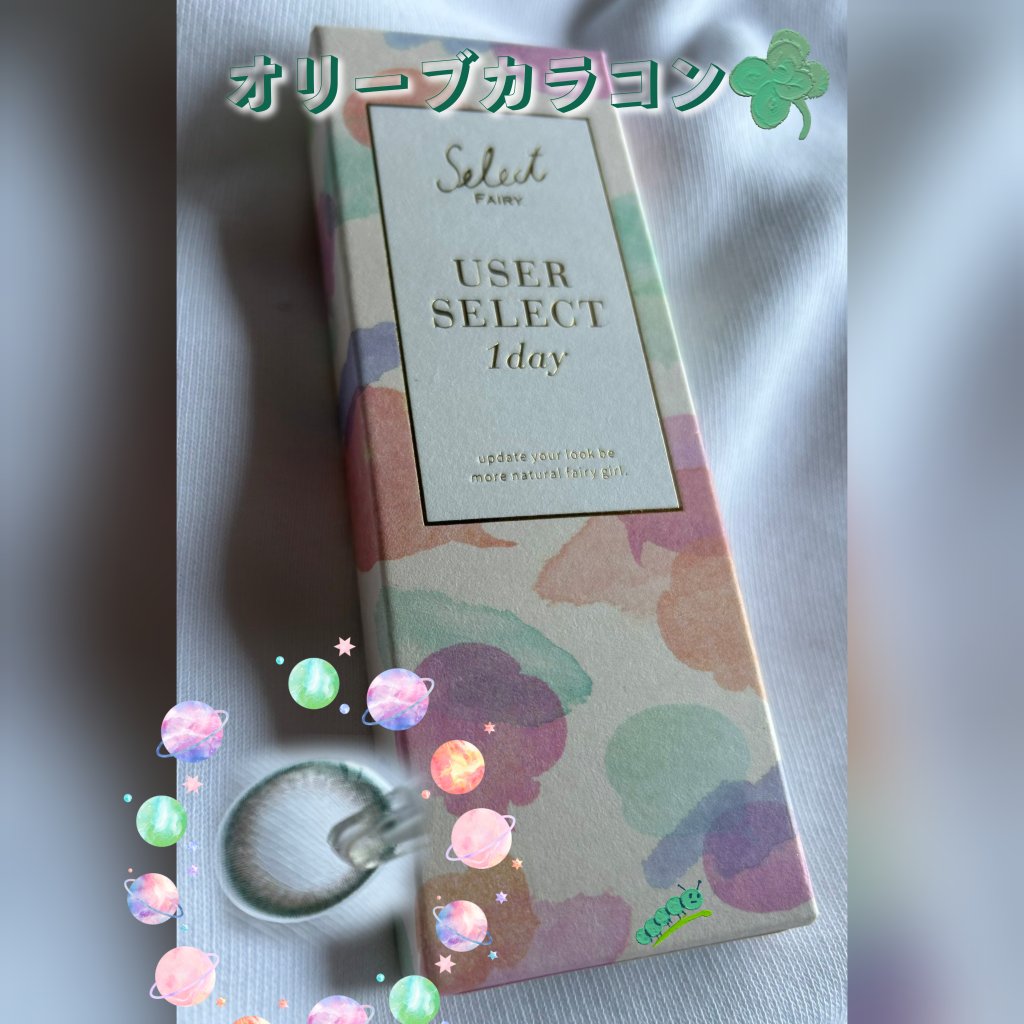 オリーブカラコン
Select
FAIRY
USER
SELECT
1day
update your look be
more natural fairy girl.